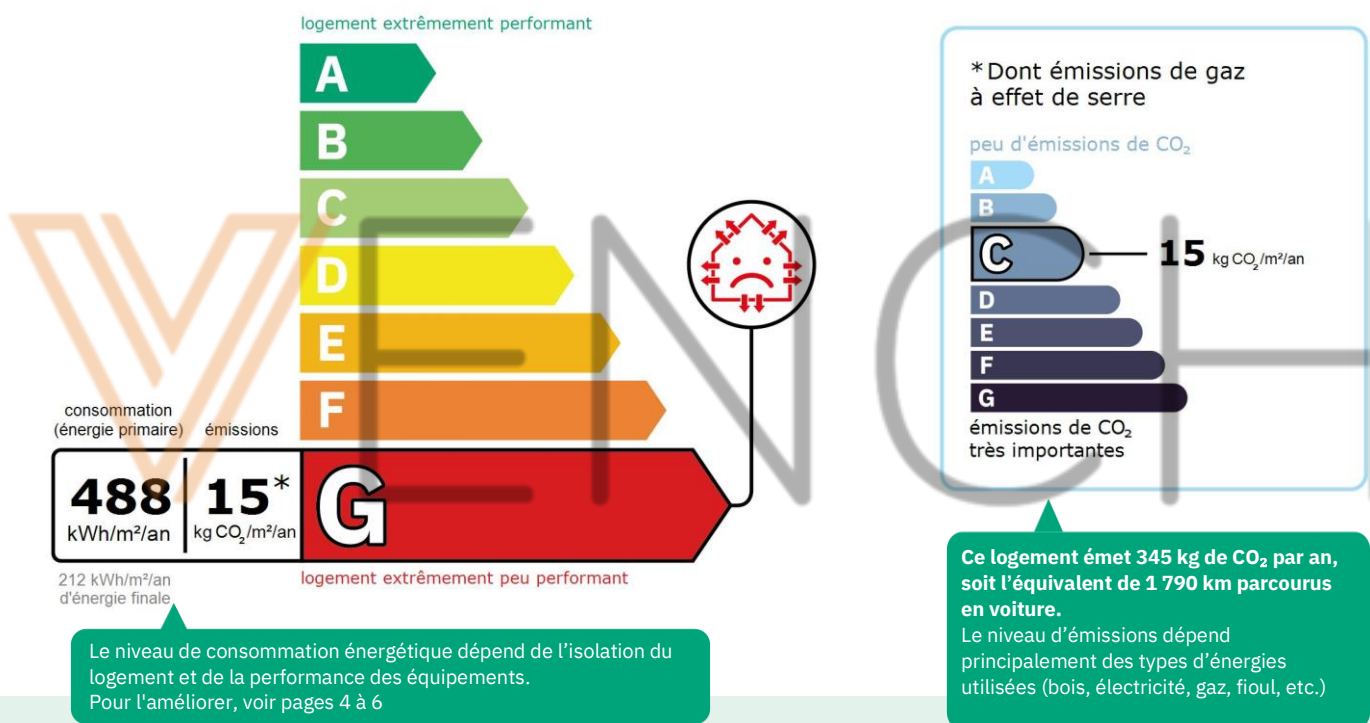 logement extrêmement performant
A
B
C
D
E
F
consommation
(énergie primaire)
émissions
488
kWh/m²/an
15*
kg CO₂/m²/an
G
212 kWh/m²/an
d'énergie finale
logement extrêmement peu performant
Le niveau de consommation énergétique dépend de l'isolation du
logement et de la performance des équipements.
Pour l'améliorer, voir pages 4 à 6
*Dont émissions de gaz
à effet de serre
peu d'émissions de CO₂
A
B
C
15 kg CO₂/m²/an
D
E
F
G
émissions de CO₂
très importantes
Ce logement émet 345 kg de CO₂ par an,
soit l'équivalent de 1 790 km parcourus
en voiture.
Le niveau d'émissions dépend
principalement des types d'énergies
utilisées (bois, électricité, gaz, fioul, etc.)